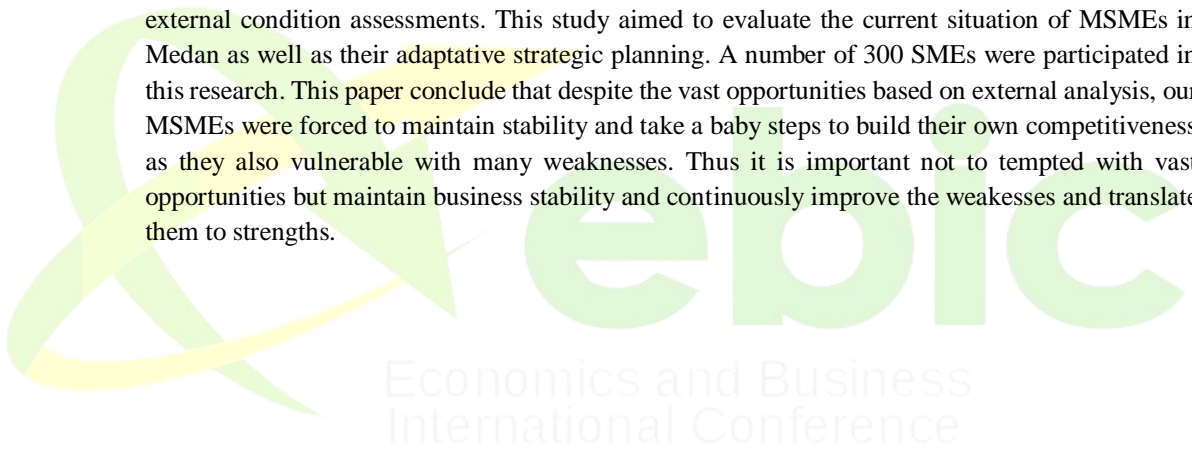 external condition assessments. This study aimed to evaluate the current situation of MSMEs in
Medan as well as their adaptative strategic planning. A number of 300 SMEs were participated in
this research. This paper conclude that despite the vast opportunities based on external analysis, our
MSMEs were forced to maintain stability and take a baby steps to build their own competitiveness
as they also vulnerable with many weaknesses. Thus it is important not to tempted with vast
opportunities but maintain business stability and continuously improve the weakesses and translate
them to strengths.
ebic
Economics and Business
International Conference